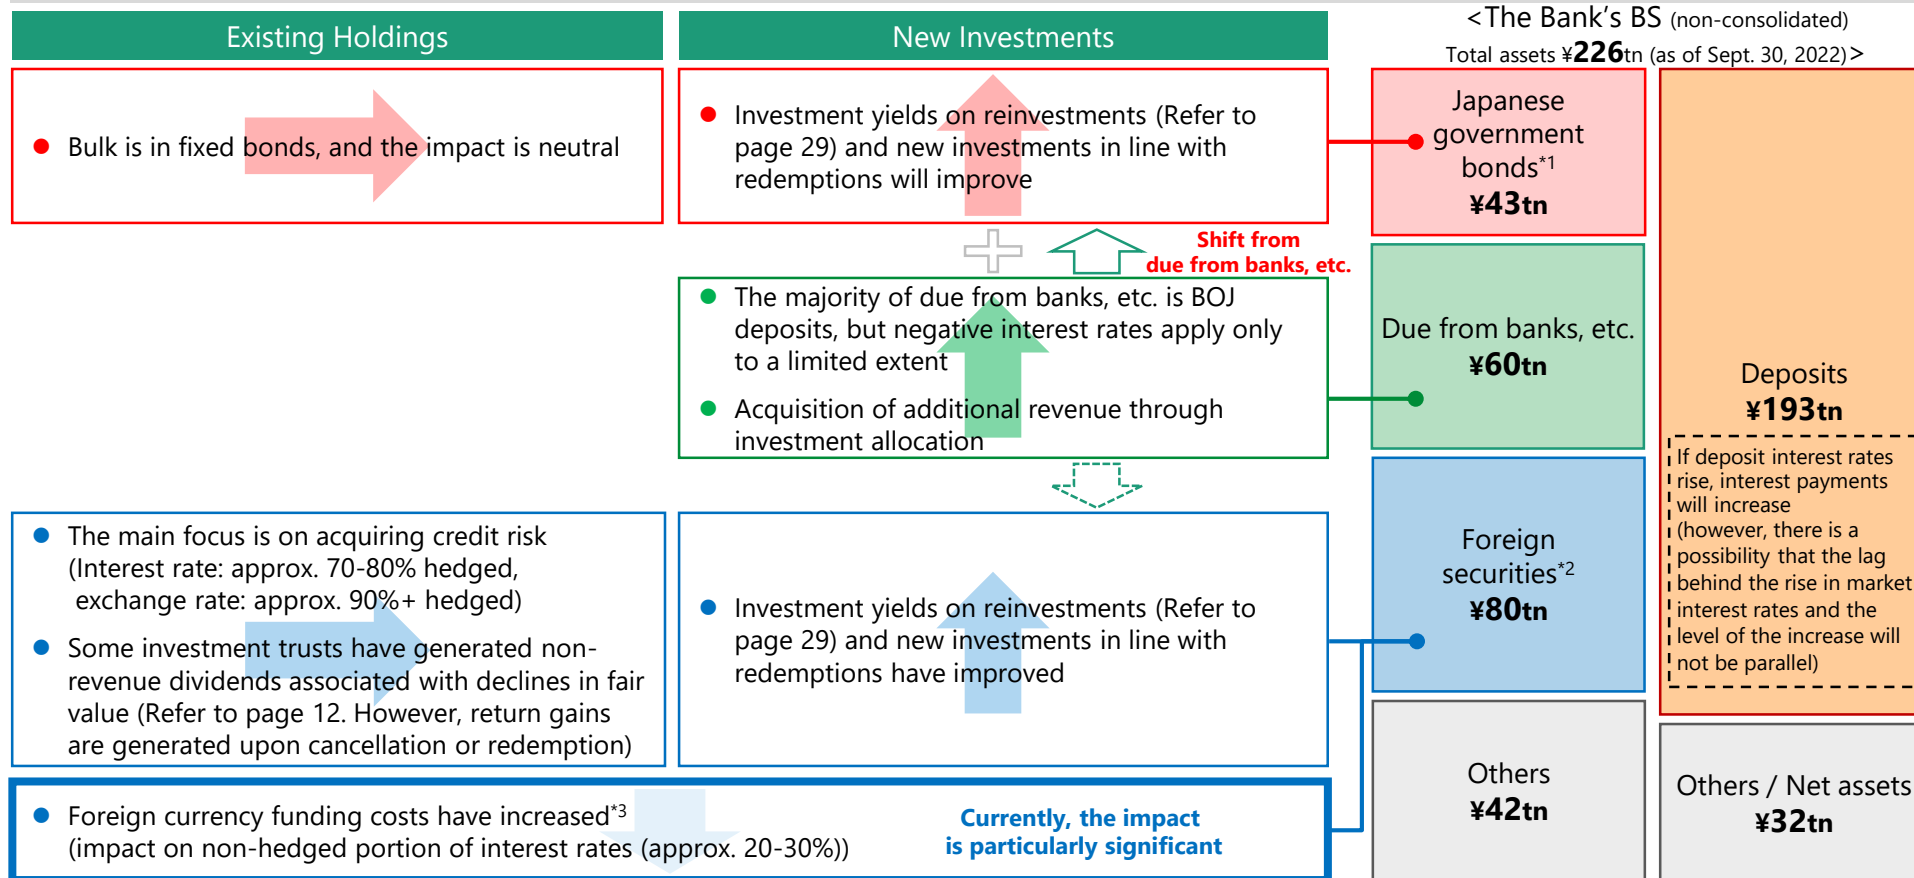 Existing Holdings
New Investments
<The Bank's BS (non-consolidated)
Total assets ¥226tn (as of Sept. 30, 2022)>
● Bulk is in fixed bonds, and the impact is neutral
● Investment yields on reinvestments (Refer to
page 29) and new investments in line with
redemptions will improve
Japanese
government
bonds*1
¥43tn
Shift from
due from banks, etc.
● The majority of due from banks, etc. is BOJ
deposits, but negative interest rates apply only
to a limited extent
● Acquisition of additional revenue through
investment allocation
Due from banks, etc.
¥60tn
Deposits
¥193tn
If deposit interest rates
rise, interest payments
will increase
(however, there is a
possibility that the lag
behind the rise in market
interest rates and the
level of the increase will
not be parallel)
● The main focus is on acquiring credit risk
(Interest rate: approx. 70-80% hedged,
exchange rate: approx. 90%+ hedged)
● Some investment trusts have generated non-
revenue dividends associated with declines in fair
value (Refer to page 12. However, return gains
are generated upon cancellation or redemption)
● Investment yields on reinvestments (Refer to
page 29) and new investments in line with
redemptions have improved
Foreign
securities*2
¥80tn
● Foreign currency funding costs have increased*3
(impact on non-hedged portion of interest rates (approx. 20-30%))
Currently, the impact
is particularly significant
Others
¥42tn
Others / Net assets
¥32tn